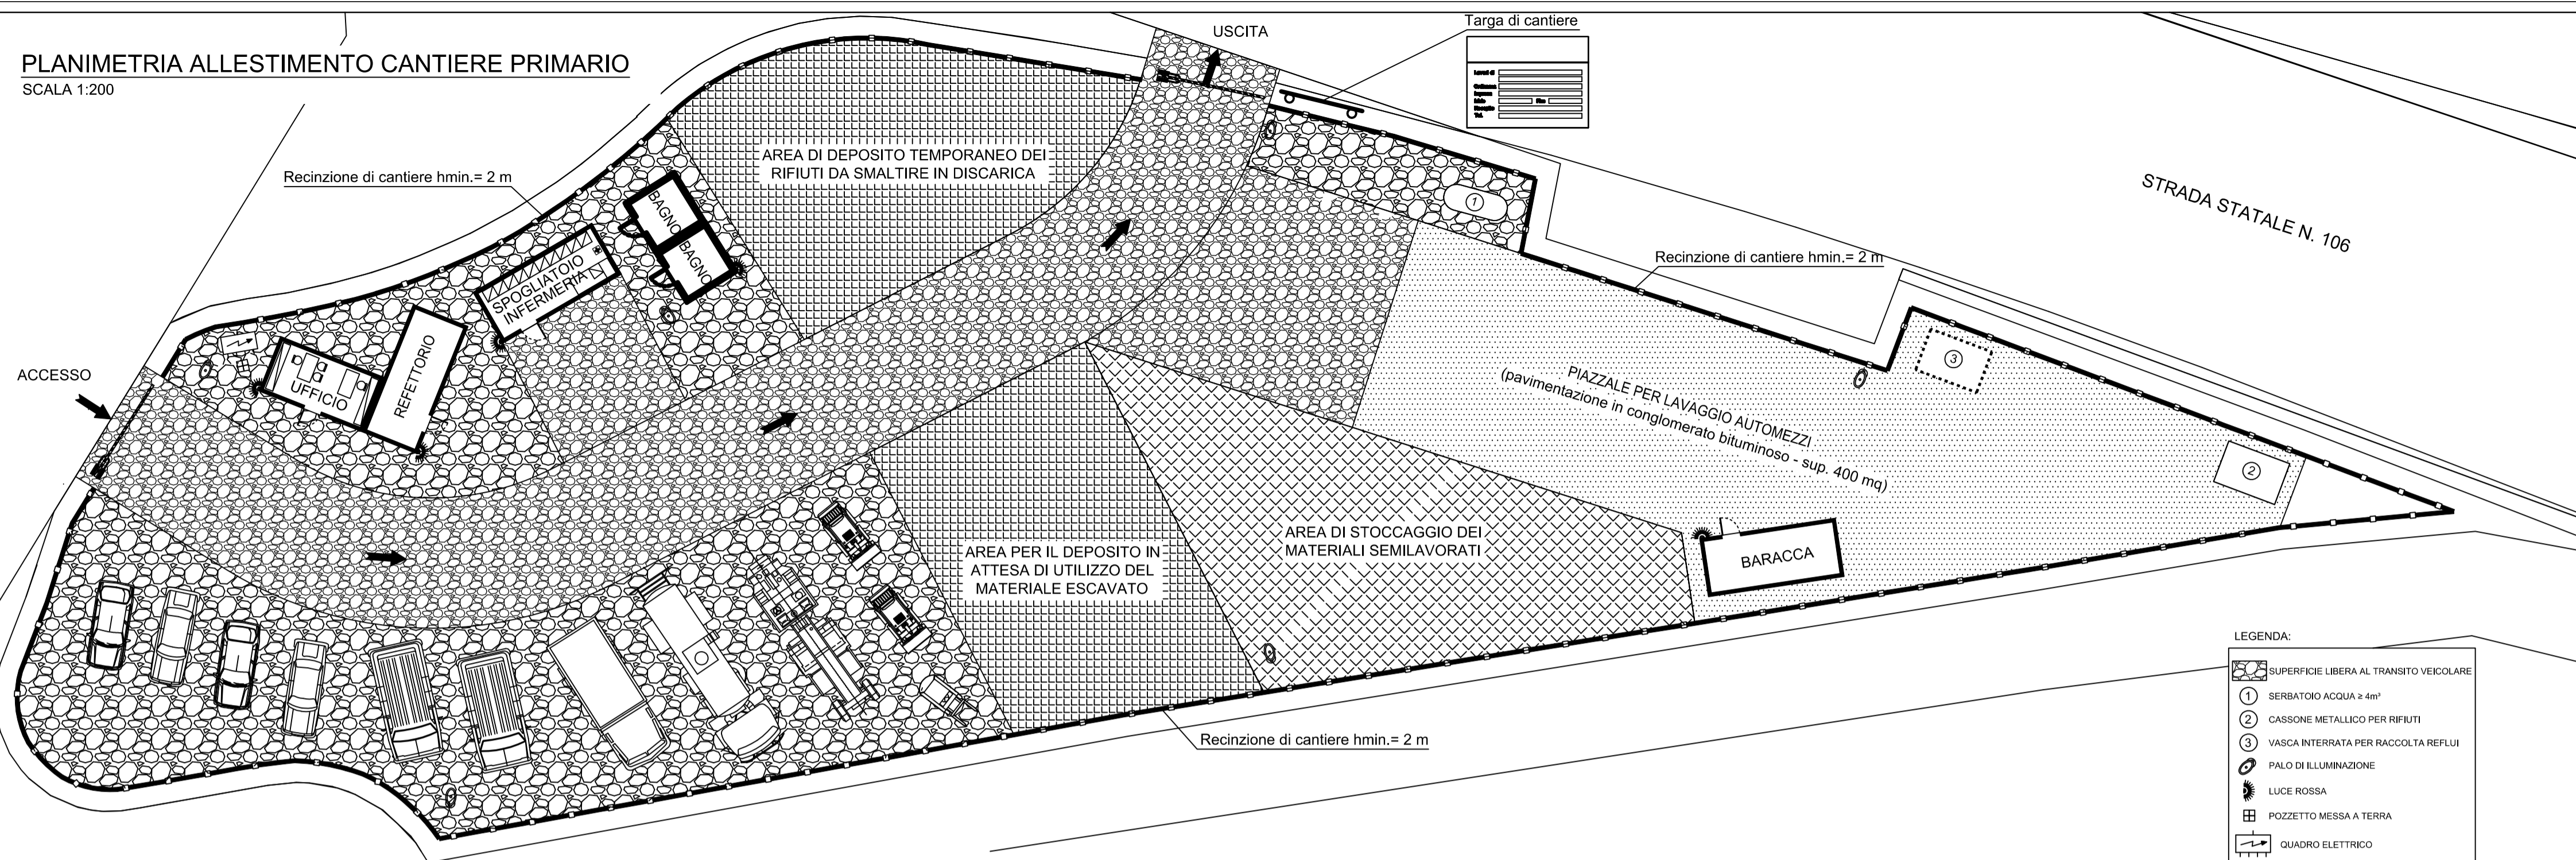 PLANIMETRIA ALLESTIMENTO CANTIERE PRIMARIO
SCALA 1:200
USCITA
Targa di cantiere
Recinzione di cantiere hmin.= 2 m
AREA DI DEPOSITO TEMPORANEO DEI
RIFIUTI DA SMALTIRE IN DISCARICA
BAGNO
BAGNO
SPOGLIATOIO
INFERMERIA
REFETTORIO
UFFICIO
ACCESSO
1
STRADA STATALE N. 106
Recinzione di cantiere hmin.= 2 m
3
PIAZZALE PER LAVAGGIO AUTOMEZZI
(pavimentazione in conglomerato bituminoso - sup. 400 mq)
2
BARACCA
AREA DI STOCCAGGIO DEI
MATERIALI SEMILAVORATI
AREA PER IL DEPOSITO IN
ATTESA DI UTILIZZO DEL
MATERIALE ESCAVATO
Recinzione di cantiere hmin.= 2 m
LEGENDA:
SUPERFICIE LIBERA AL TRANSITO VEICOLARE
1 SERBATOIO ACQUA ≥ 4m³
2 CASSONE METALLICO PER RIFIUTI
3 VASCA INTERRATA PER RACCOLTA REFLUI
PALO DI ILLUMINAZIONE
LUCE ROSSA
POZZETTO MESSA A TERRA
QUADRO ELETTRICO